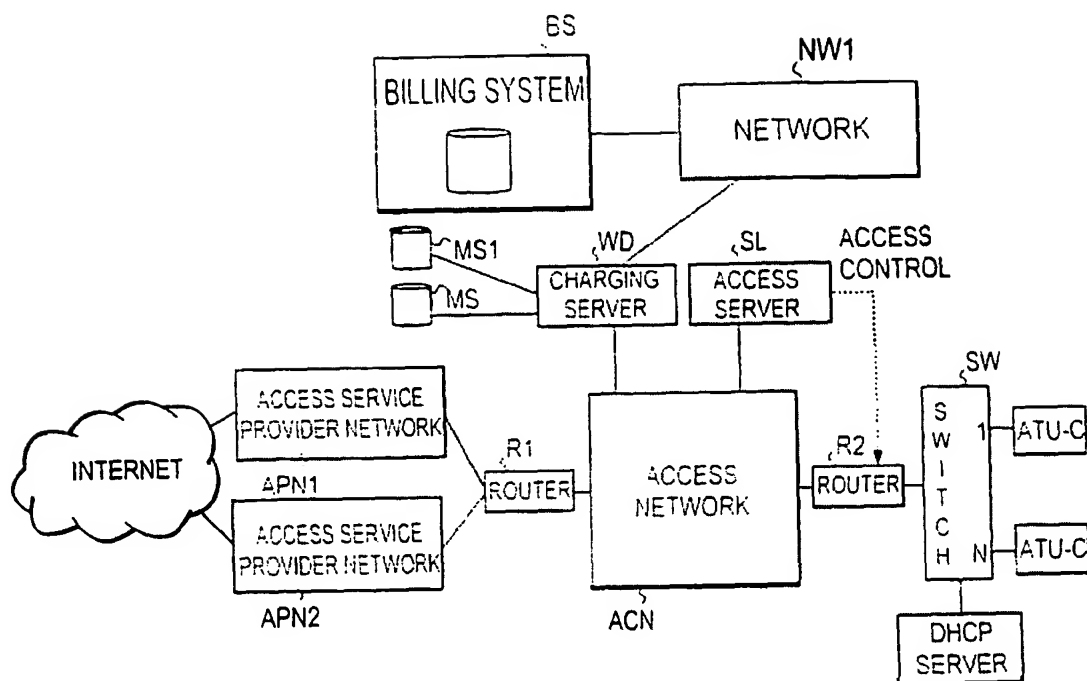 BS
BILLING SYSTEM
NW1
NETWORK
MS1
MS
WD
CHARGING
SERVER
SL
ACCESS
SERVER
ACCESS
CONTROL
INTERNET
ACCESS SERVICE
PROVIDER NETWORK
APN1
ACCESS SERVICE
PROVIDER NETWORK
APN2
R1
ROUTER
ACCESS
NETWORK
ACN
R2
ROUTER
SW
SWITCH
1
N
ATU-C
ATU-C
DHCP
SERVER